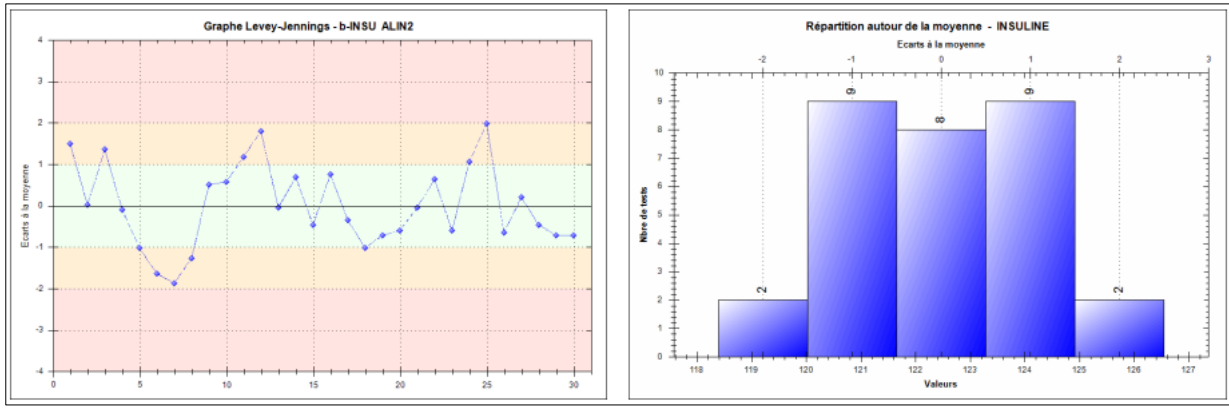 Graphe Levey-Jennings - b-INSU ALIN2
Ecarts à la moyenne
4
3
2
1
0
-1
-2
-3
-4
0 5 10 15 20 25 30
Répartition autour de la moyenne - INSULINE
Ecarts à la moyenne
-2 -1 0 1 2 3
Nbre de tests
10
9
8
7
6
5
4
3
2
1
0
2 9 8 9 2
118 119 120 121 122 123 124 125 126 127
Valeurs